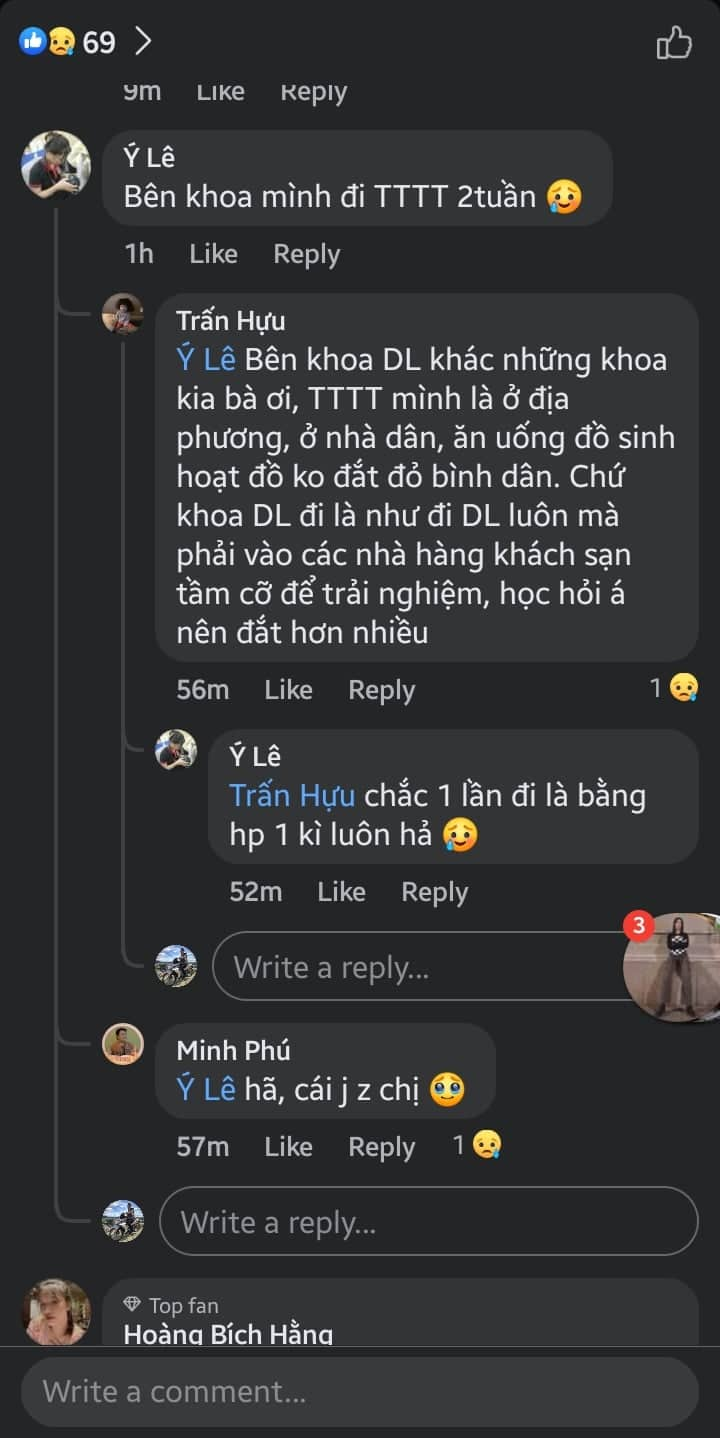 69
9m Like Reply
Ý Lê
Bên khoa mình đi TTTT 2tuần 🥲
1h Like Reply
Trấn Hựu
Ý Lê Bên khoa DL khác những khoa
kia bà ơi, TTTT mình là ở địa
phương, ở nhà dân, ăn uống đồ sinh
hoạt đồ ko đắt đỏ bình dân. Chứ
khoa DL đi là như đi DL luôn mà
phải vào các nhà hàng khách sạn
tầm cỡ để trải nghiệm, học hỏi á
nên đắt hơn nhiều
56m Like Reply 1 😢
Ý Lê
Trấn Hựu chắc 1 lần đi là bằng
hp 1 kì luôn hả 🥲
52m Like Reply
3
Write a reply...
Minh Phú
Ý Lê hã, cái j z chị 🥹
57m Like Reply 1 😢
Write a reply...
Top fan
Hoàng Bích Hằng
Write a comment...